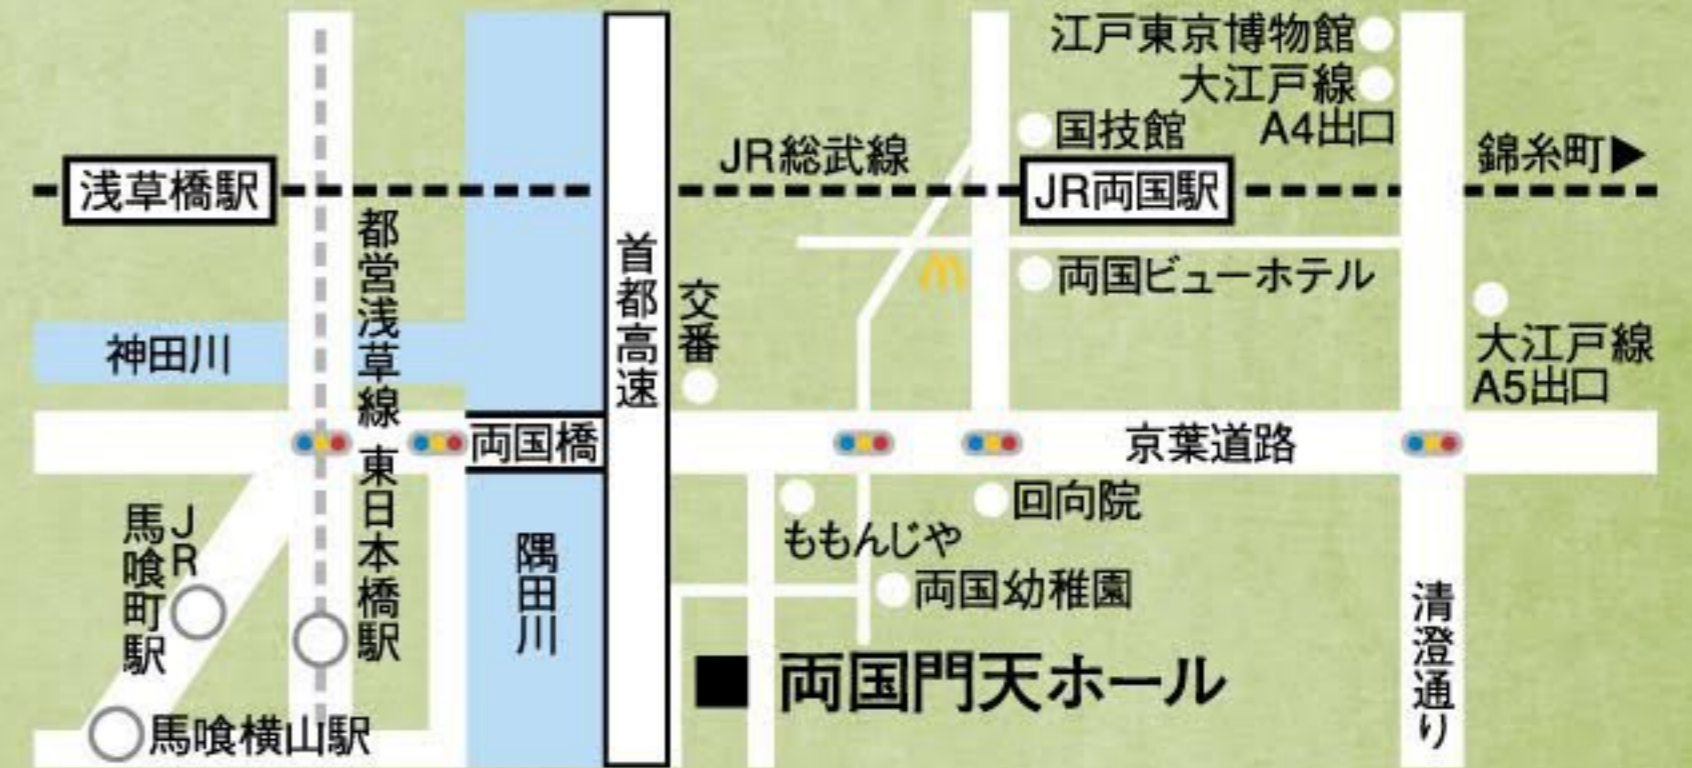 江戸東京博物館
大江戸線
A4出口
国技館
JR総武線
錦糸町▶
浅草橋駅
JR両国駅
都営浅草線
首都高速
交番
両国ビューホテル
大江戸線
A5出口
神田川
両国橋
京葉道路
東日本橋駅
JR
馬喰町駅
隅田川
ももんじや
回向院
両国幼稚園
清澄通り
■ 両国門天ホール
馬喰横山駅